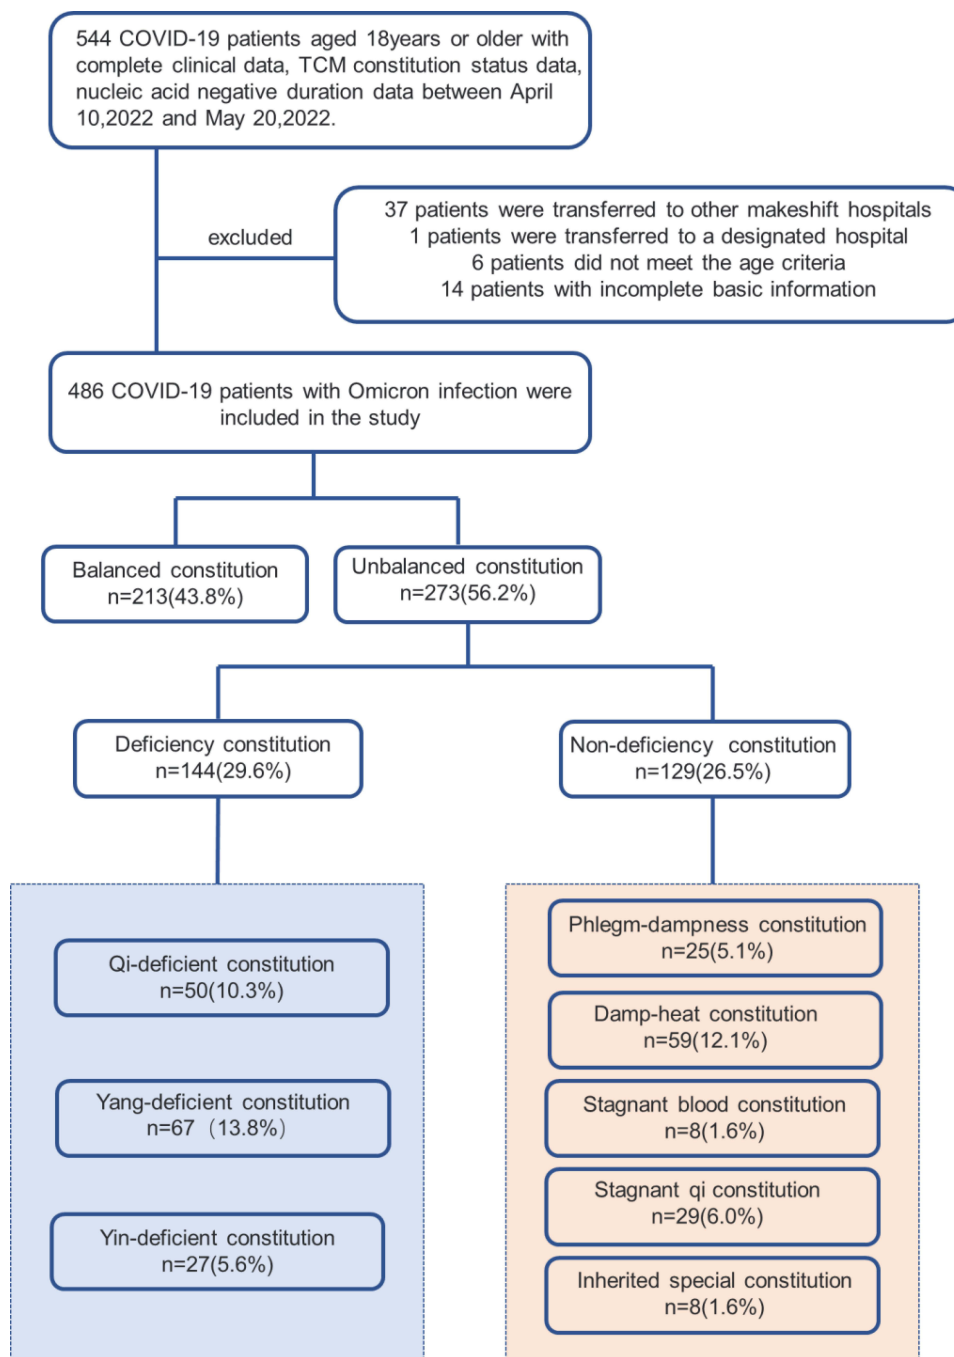 544 COVID-19 patients aged 18years or older with
complete clinical data, TCM constitution status data,
nucleic acid negative duration data between April
10,2022 and May 20,2022.
excluded
37 patients were transferred to other makeshift hospitals
1 patients were transferred to a designated hospital
6 patients did not meet the age criteria
14 patients with incomplete basic information
486 COVID-19 patients with Omicron infection were
included in the study
Balanced constitution
n=213(43.8%)
Unbalanced constitution
n=273(56.2%)
Deficiency constitution
n=144(29.6%)
Non-deficiency constitution
n=129(26.5%)
Qi-deficient constitution
n=50(10.3%)
Yang-deficient constitution
n=67（13.8%）
Yin-deficient constitution
n=27(5.6%)
Phlegm-dampness constitution
n=25(5.1%)
Damp-heat constitution
n=59(12.1%)
Stagnant blood constitution
n=8(1.6%)
Stagnant qi constitution
n=29(6.0%)
Inherited special constitution
n=8(1.6%)